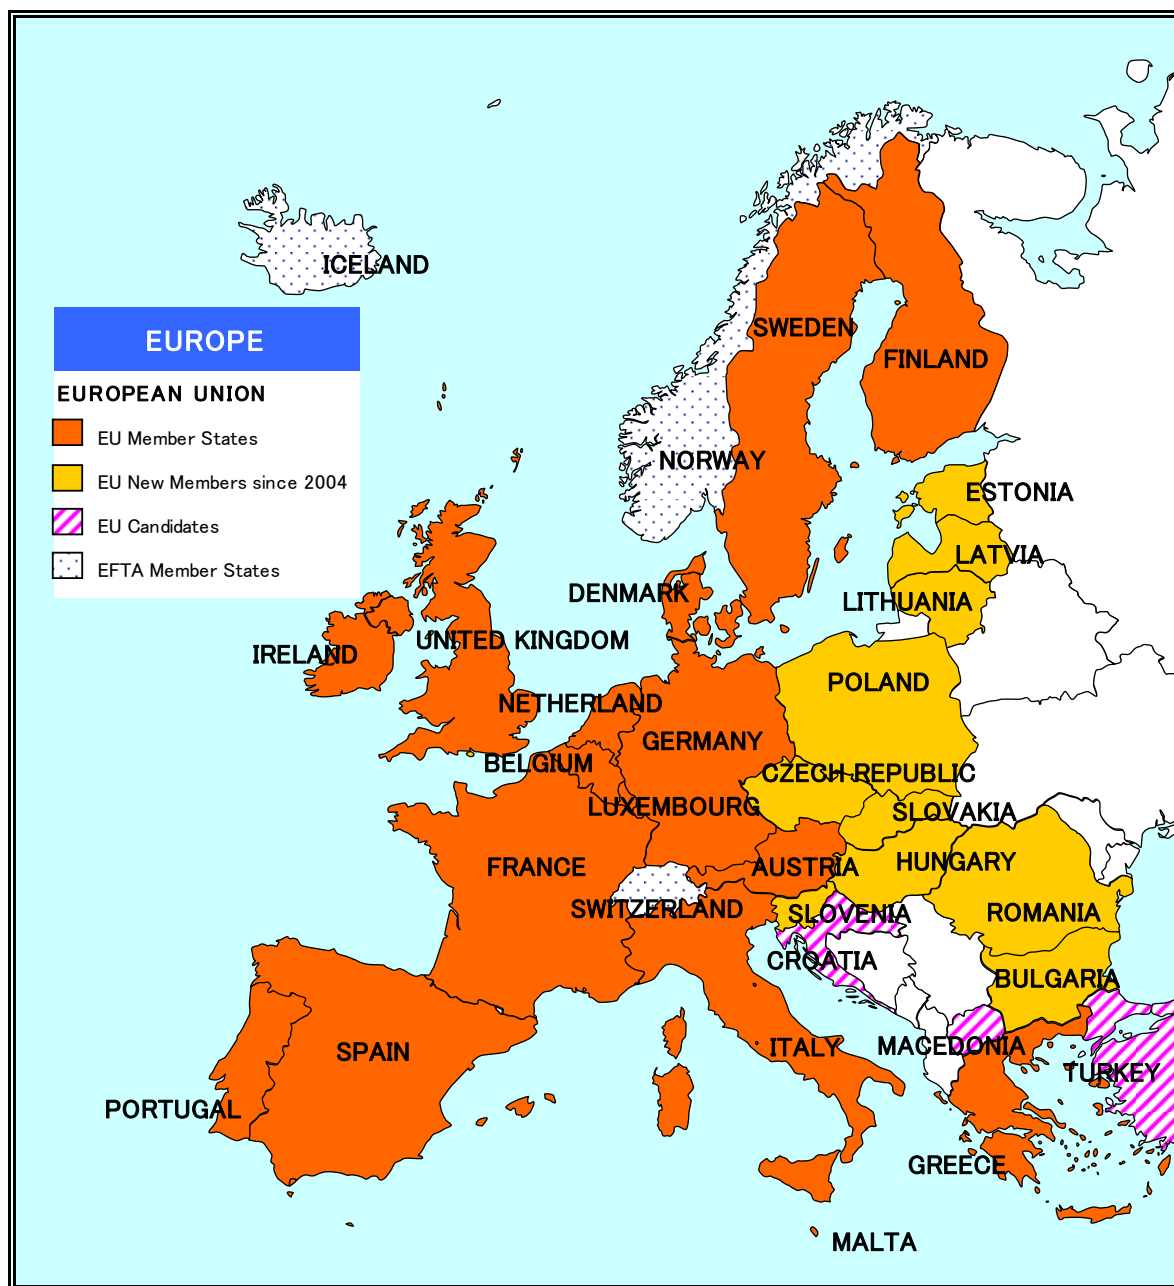 ICELAND
EUROPE
EUROPEAN UNION
EU Member States
EU New Members since 2004
EU Candidates
EFTA Member States
SWEDEN
FINLAND
NORWAY
ESTONIA
LATVIA
DENMARK
LITHUANIA
UNITED KINGDOM
IRELAND
POLAND
NETHERLAND
GERMANY
BELGIUM
CZECH REPUBLIC
LUXEMBOURG
SLOVAKIA
FRANCE
AUSTRIA
HUNGARY
SWITZERLAND
SLOVENIA
ROMANIA
CROATIA
BULGARIA
SPAIN
ITALY
MACEDONIA
TURKEY
PORTUGAL
GREECE
MALTA